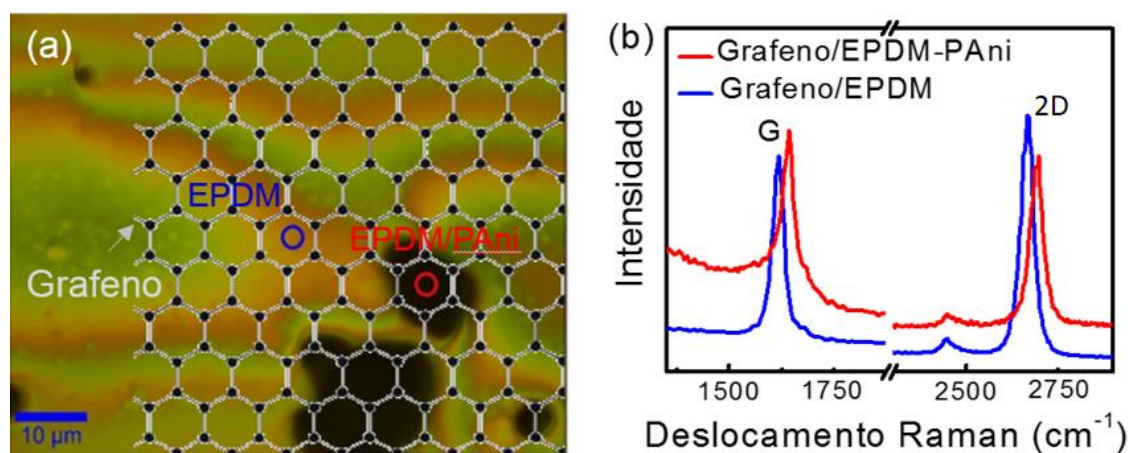 (a)
EPDM
EPDM/PAni
Grafeno
10 µm
(b)
Grafeno/EPDM-PAni
Grafeno/EPDM
G
2D
Intensidade
1500 1750 2500 2750
Deslocamento Raman (cm⁻¹)